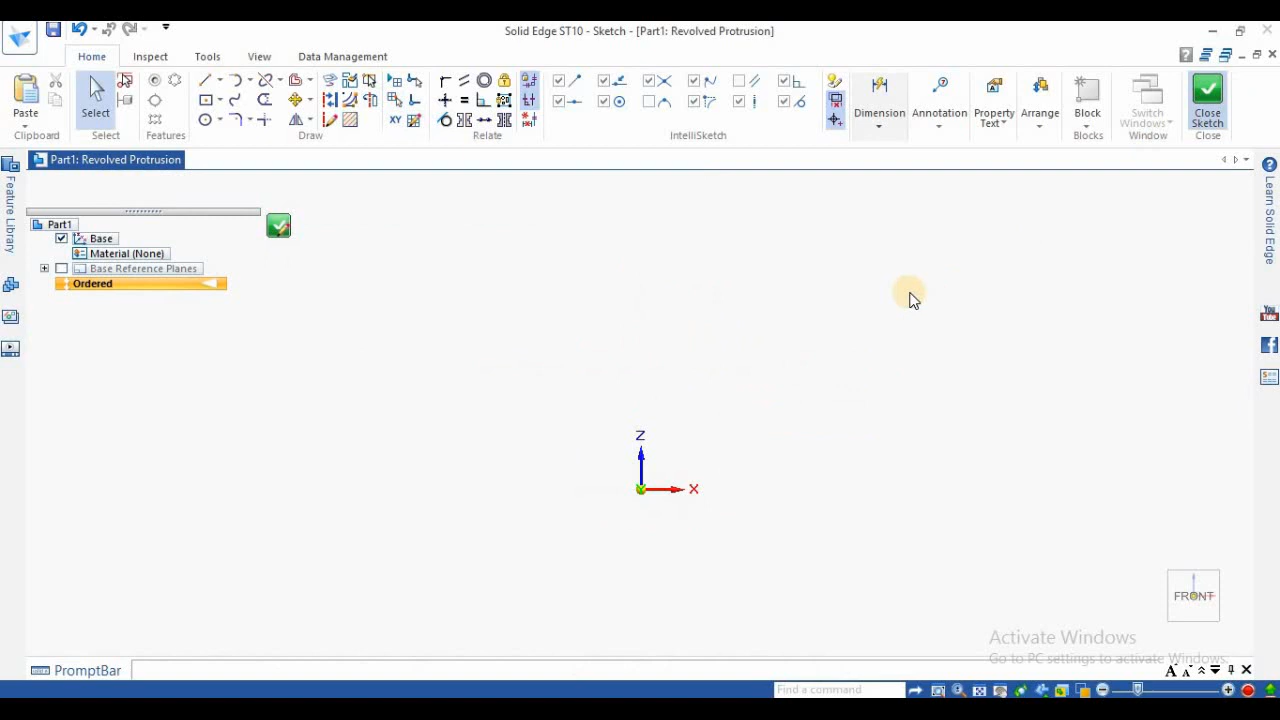 Solid Edge ST10 - Sketch - [Part1: Revolved Protrusion]
Home Inspect Tools View Data Management
Paste
Select
Dimension
Annotation
Property Text
Arrange
Block
Switch Windows
Close Sketch
Clipboard Select Features Draw Relate IntelliSketch Blocks Window Close
Part1: Revolved Protrusion
Feature Library
Part1
Base
Material (None)
Base Reference Planes
Ordered
Z
X
FRONT
Learn Solid Edge
You Tube
Activate Windows
Go to PC settings to activate Windows.
PromptBar
Find a command